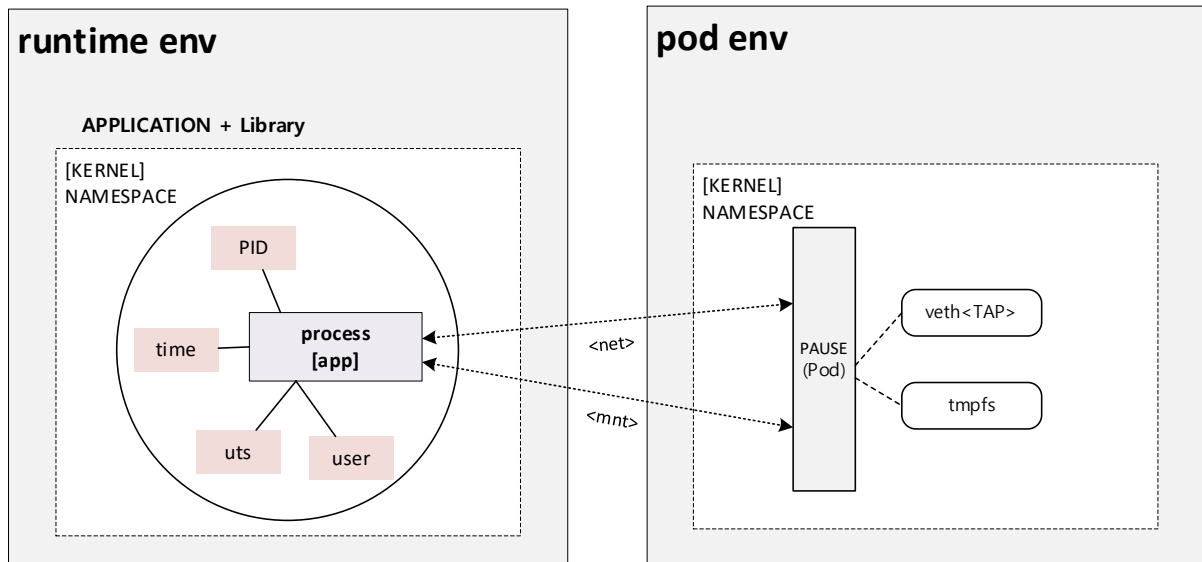 runtime env
APPLICATION + Library
[KERNEL]
NAMESPACE
PID
time
process
[app]
uts
user
<net>
<mnt>
pod env
[KERNEL]
NAMESPACE
PAUSE
(Pod)
veth<TAP>
tmpfs